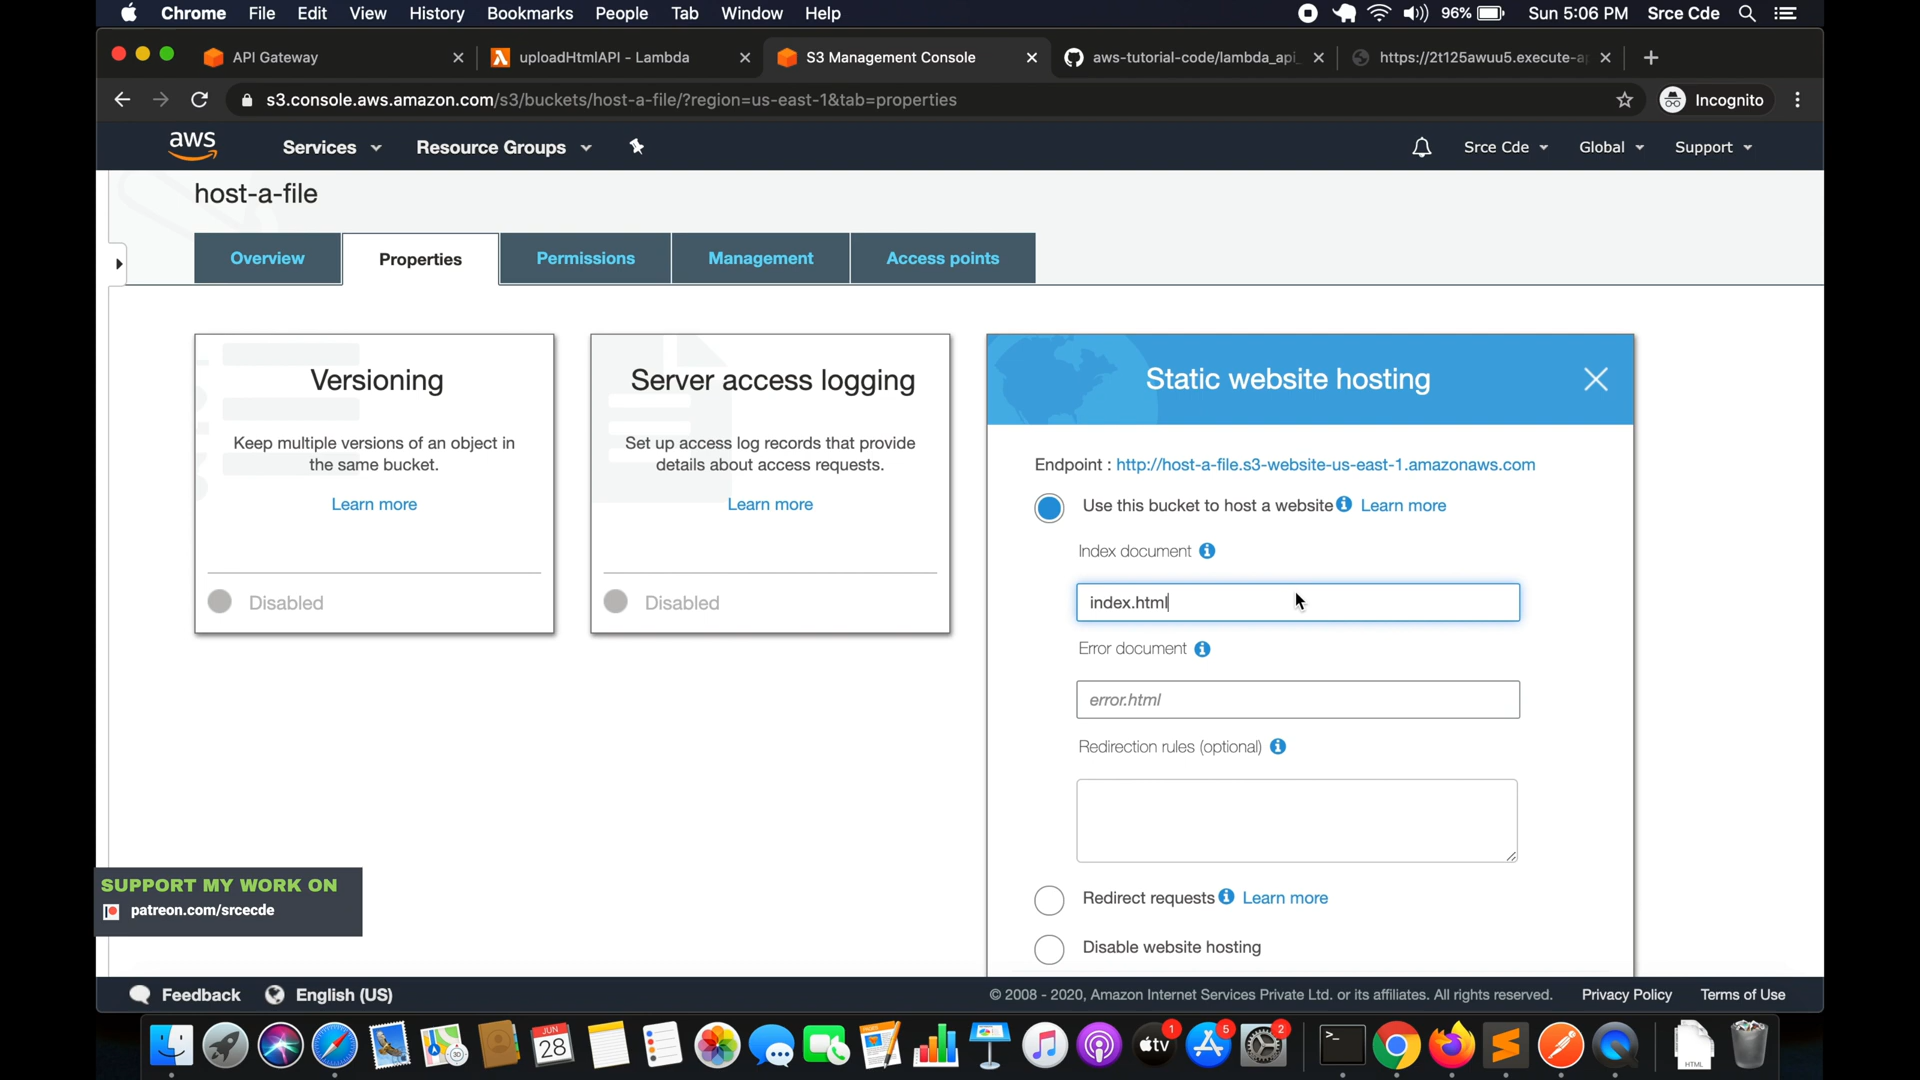 Chrome File Edit View History Bookmarks People Tab Window Help 96% Sun 5:06 PM Srce Cde
API Gateway uploadHtmlAPI - Lambda S3 Management Console aws-tutorial-code/lambda_api_ https://2t125awuu5.execute-a
s3.console.aws.amazon.com/s3/buckets/host-a-file/?region=us-east-1&tab=properties Incognito
aws Services Resource Groups Srce Cde Global Support
host-a-file
Overview Properties Permissions Management Access points
Versioning
Keep multiple versions of an object in
the same bucket.
Learn more
Disabled
Server access logging
Set up access log records that provide
details about access requests.
Learn more
Disabled
Static website hosting
Endpoint : http://host-a-file.s3-website-us-east-1.amazonaws.com
Use this bucket to host a website Learn more
Index document
index.html
Error document
error.html
Redirection rules (optional)
Redirect requests Learn more
Disable website hosting
SUPPORT MY WORK ON
patreon.com/srcecde
Feedback English (US) © 2008 - 2020, Amazon Internet Services Private Ltd. or its affiliates. All rights reserved. Privacy Policy Terms of Use
JUN
28
tv
1
5
2
HTML